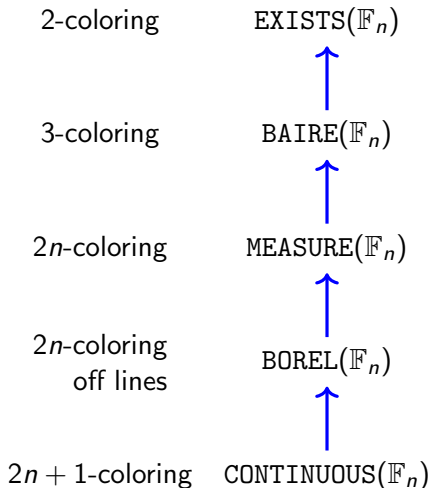 2-coloring EXISTS(𝔽ₙ)
3-coloring BAIRE(𝔽ₙ)
2n-coloring MEASURE(𝔽ₙ)
2n-coloring
off lines
BOREL(𝔽ₙ)
2n + 1-coloring CONTINUOUS(𝔽ₙ)